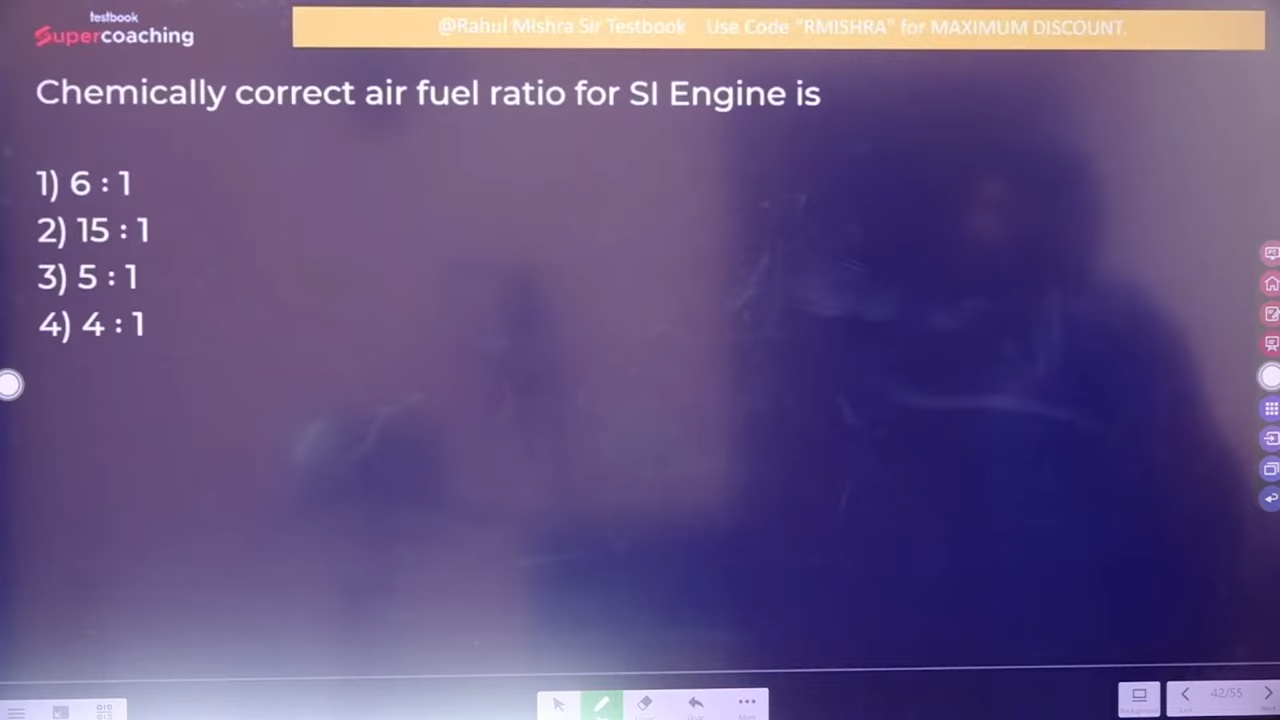 testbook
Supercoaching
@Rahul Mishra Sir Testbook Use Code "RMISHRA" for MAXIMUM DISCOUNT.
Chemically correct air fuel ratio for SI Engine is
1) 6 : 1
2) 15 : 1
3) 5 : 1
4) 4 : 1
42/55